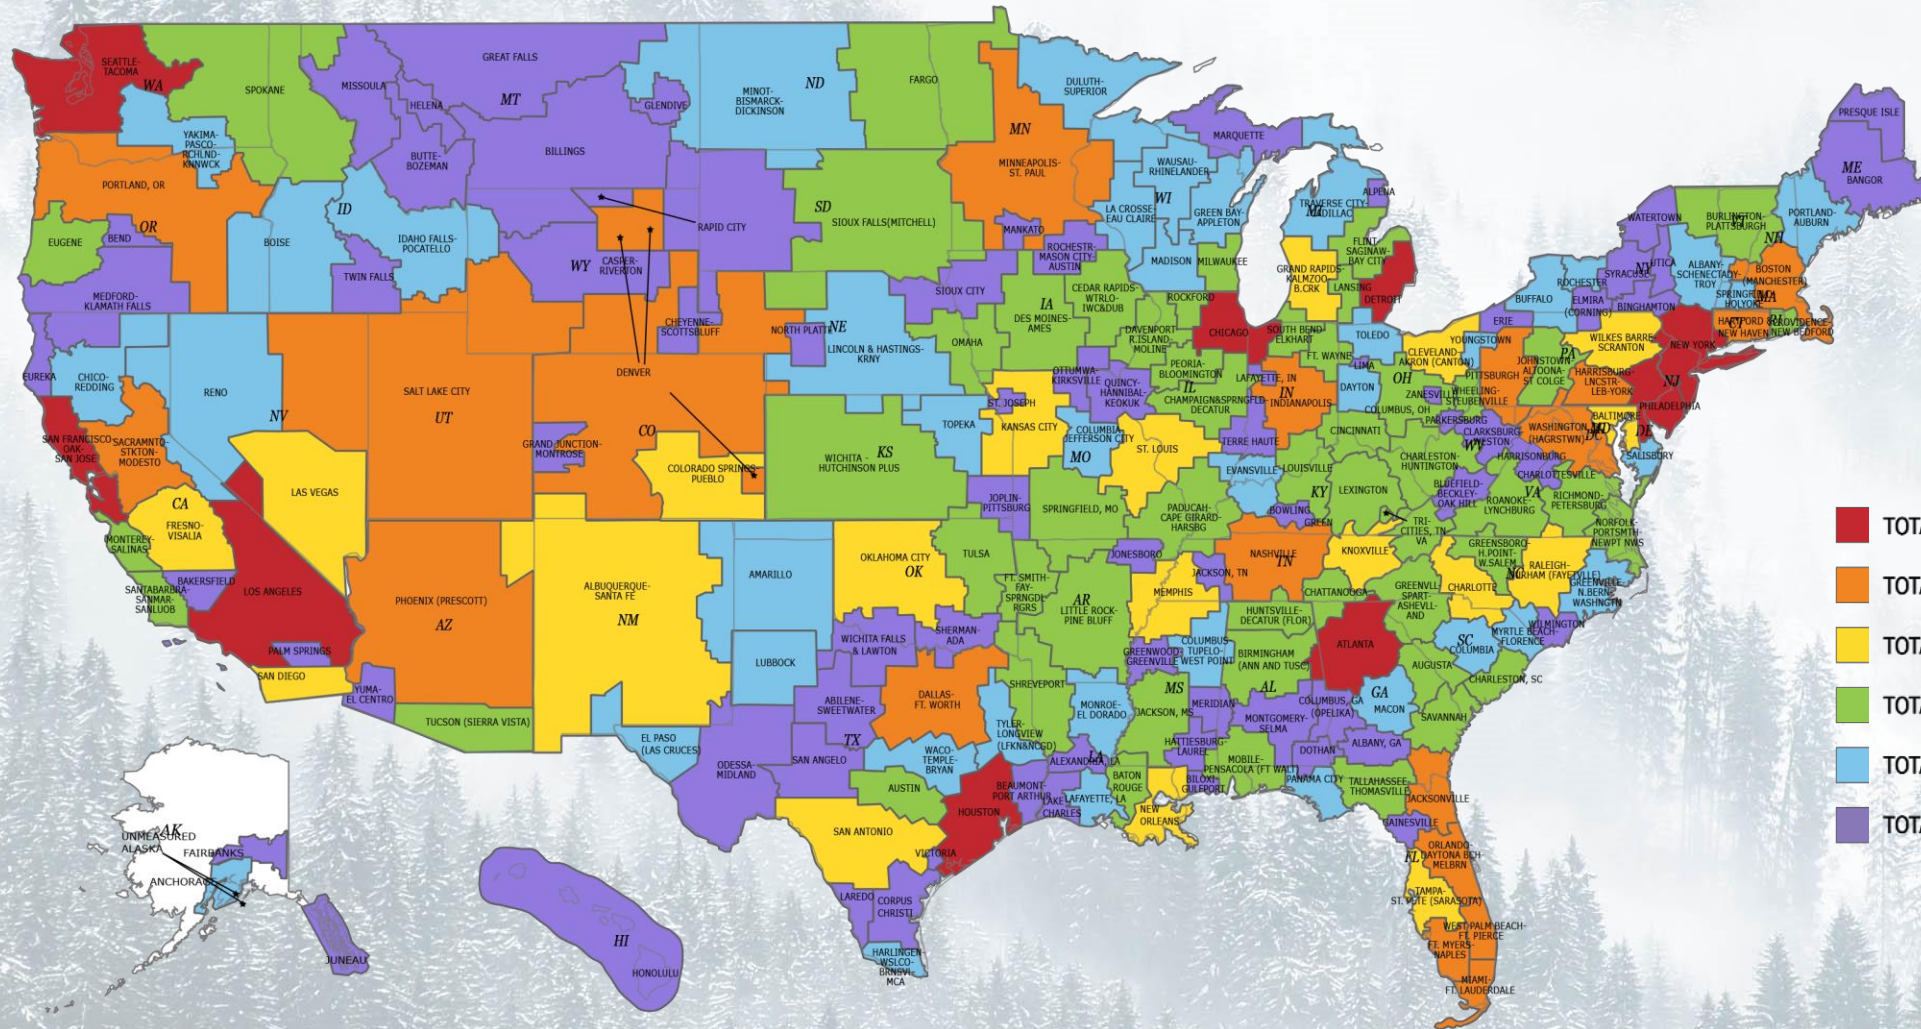 SEATTLE-
TACOMA
WA
SPOKANE
YAKIMA-
PASCO-
RCHLND-
KNNWCK
PORTLAND, OR
OR
EUGENE
BEND
MEDFORD-
KLAMATH FALLS
MISSOULA
HELENA
GREAT FALLS
MT
BUTTE-
BOZEMAN
BILLINGS
GLENDIVE
ID
BOISE
IDAHO FALLS-
POCATELLO
TWIN FALLS
MINOT-
BISMARCK-
DICKINSON
ND
FARGO
RAPID CITY
SD
SIOUX FALLS(MITCHELL)
WY
CASPER-
RIVERTON
CHEYENNE-
SCOTTSBLUFF
DENVER
NORTH PLATTE
NE
LINCOLN & HASTINGS-
KRNY
OMAHA
SIOUX CITY
MN
MINNEAPOLIS-
ST. PAUL
DULUTH-
SUPERIOR
MANKATO
ROCHESTR-
MASON CITY-
AUSTIN
LA CROSSE-
EAU CLAIRE
WI
WAUSAU-
RHINELANDER
GREEN BAY-
APPLETON
MADISON
MILWAUKEE
MARQUETTE
TRAVERSE CITY-
CADILLAC
MI
ALPENA
FLINT-
SAGINAW-
BAY CITY
GRAND RAPIDS-
KALMZOO-
B.CRK
LANSING
DETROIT
IA
DES MOINES-
AMES
CEDAR RAPIDS-
WTRLO-
IWC&DUB
DAVENPORT-
R.ISLAND-
MOLINE
ROCKFORD
CHICAGO
PEORIA-
BLOOMINGTON
IL
CHAMPAIGN&SPRNGFLD-
DECATUR
SOUTH BEND-
ELKHART
FT. WAYNE
LAFAYETTE, IN
IN
INDIANAPOLIS
TERRE HAUTE
EVANSVILLE
TOLEDO
LIMA
DAYTON
OH
COLUMBUS, OH
CINCINNATI
CLEVELAND-
AKRON (CANTON)
YOUNGSTOWN
ZANESVILLE
WHEELING-
STEUBENVILLE
PITTSBURGH
ERIE
JOHNSTOWN-
ALTOONA-
ST COLGE
PA
HARRISBURG-
LNCSTR-
LEB-YORK
WILKES BARRE-
SCRANTON
PHILADELPHIA
NJ
NEW YORK
BUFFALO
ROCHESTER
ELMIRA
(CORNING)
BINGHAMTON
SYRACUSE
NY
UTICA
WATERTOWN
ALBANY-
SCHENECTADY-
TROY
BURLINGTON-
PLATTSBURGH
VT
NH
PORTLAND-
AUBURN
PRESQUE ISLE
ME
BANGOR
BOSTON
(MANCHESTER)
MA
SPRINGFIELD-
HOLYOKE
HARTFORD &
NEW HAVEN
CT
RI
PROVIDENCE-
NEW BEDFORD
BALTIMORE
MD
DE
DC
WASHINGTON,
(HAGRSTWN)
SALISBURY
EUREKA
CHICO-
REDDING
RENO
NV
SACRAMNTO-
STKTON-
MODESTO
SAN FRANCISCO-
OAK-
SAN JOSE
CA
FRESNO-
VISALIA
MONTEREY-
SALINAS
SANTABARBRA-
SANMAR-
SANLUOB
BAKERSFIELD
LOS ANGELES
PALM SPRINGS
SAN DIEGO
LAS VEGAS
SALT LAKE CITY
UT
PHOENIX (PRESCOTT)
AZ
YUMA-
EL CENTRO
TUCSON (SIERRA VISTA)
GRAND JUNCTION-
MONTROSE
CO
COLORADO SPRINGS-
PUEBLO
ALBUQUERQUE-
SANTA FE
NM
EL PASO
(LAS CRUCES)
WICHITA -
HUTCHINSON PLUS
KS
TOPEKA
KANSAS CITY
ST. JOSEPH
OTTUMWA-
KIRKSVILLE
QUINCY-
HANNIBAL-
KEOKUK
COLUMBIA-
JEFFERSON CITY
MO
ST. LOUIS
JOPLIN-
PITTSBURG
SPRINGFIELD, MO
PADUCAH-
CAPE GIRARD-
HARSBG
AMARILLO
LUBBOCK
OKLAHOMA CITY
OK
TULSA
WICHITA FALLS
& LAWTON
SHERMAN-
ADA
FT. SMITH-
FAY-
SPRNGDL-
RGRS
AR
LITTLE ROCK-
PINE BLUFF
JONESBORO
MEMPHIS
JACKSON, TN
NASHVILLE
TN
KNOXVILLE
CHATTANOOGA
LOUISVILLE
KY
LEXINGTON
BOWLING
GREEN
TRI-
CITIES, TN-
VA
CHARLESTON-
HUNTINGTON
PARKERSBURG
CLARKSBURG-
WESTON
WV
BLUEFIELD-
BECKLEY-
OAK HILL
HARRISONBURG
CHARLOTTESVILLE
VA
ROANOKE-
LYNCHBURG
RICHMOND-
PETERSBURG
NORFOLK-
PORTSMTH-
NEWPT NWS
GREENSBORO-
H.POINT-
W.SALEM
NC
RALEIGH-
DURHAM (FAYETVLLE)
GREENVILLE-
N.BERN-
WASHNGTN
CHARLOTTE
GREENVLL-
SPART-
ASHEVLL-
AND
SC
COLUMBIA
MYRTLE BEACH-
FLORENCE
WILMINGTON
CHARLESTON, SC
ATLANTA
AUGUSTA
GA
MACON
SAVANNAH
COLUMBUS, GA
(OPELIKA)
ALBANY, GA
HUNTSVILLE-
DECATUR (FLOR)
BIRMINGHAM
(ANN AND TUSC)
AL
MONTGOMERY-
SELMA
DOTHAN
MOBILE-
PENSACOLA (FT WALT)
PANAMA CITY
TALLAHASSEE-
THOMASVILLE
COLUMBUS-
TUPELO-
WEST POINT
GREENWOOD-
GREENVILLE
MS
JACKSON, MS
MERIDIAN
HATTIESBURG-
LAUREL
BILOXI-
GULFPORT
SHREVEPORT
MONROE-
EL DORADO
ALEXANDRIA, LA
LA
BATON
ROUGE
LAFAYETTE, LA
LAKE
CHARLES
NEW
ORLEANS
DALLAS-
FT. WORTH
TYLER-
LONGVIEW
(LFKN&NCGD)
ABILENE-
SWEETWATER
TX
ODESSA-
MIDLAND
SAN ANGELO
WACO-
TEMPLE-
BRYAN
AUSTIN
HOUSTON
BEAUMONT-
PORT ARTHUR
SAN ANTONIO
VICTORIA
LAREDO
CORPUS
CHRISTI
HARLINGEN-
WSLCO-
BRNSVL-
MCA
JACKSONVILLE
GAINESVILLE
FL
ORLANDO-
DAYTONA BCH-
MELBRN
TAMPA-
ST. PETE (SARASOTA)
WEST PALM BEACH-
FT. PIERCE
FT. MYERS-
NAPLES
MIAMI-
FT. LAUDERDALE
AK
UNMEASURED
ALASKA
FAIRBANKS
ANCHORAGE
JUNEAU
HI
HONOLULU
TOTA
TOTA
TOTA
TOTA
TOTA
TOTA